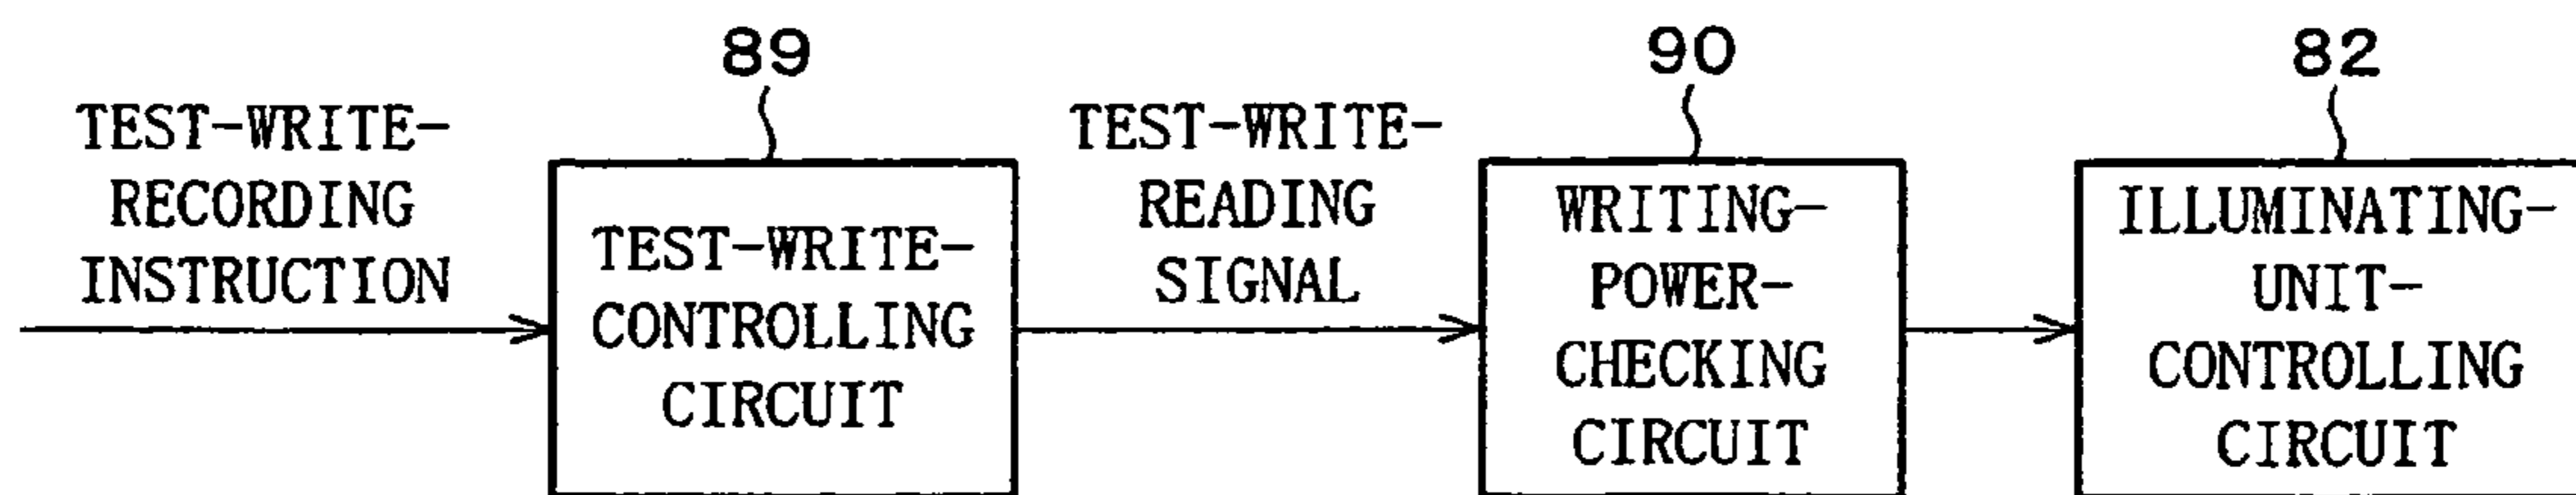 89
90
82
TEST-WRITE-
RECORDING
INSTRUCTION
TEST-WRITE-
CONTROLLING
CIRCUIT
TEST-WRITE-
READING
SIGNAL
WRITING-
POWER-
CHECKING
CIRCUIT
ILLUMINATING-
UNIT-
CONTROLLING
CIRCUIT